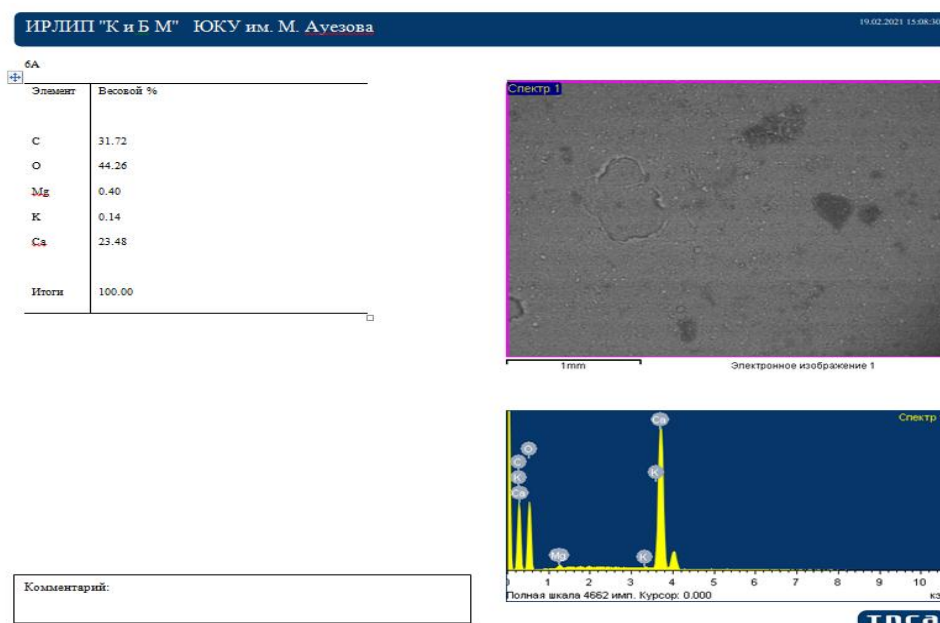 ИРЛИП "К и Б М" ЮКУ им. М. Ауезова
19.02.2021 15:08:30
6А
Элемент Весовой %
C 31.72
O 44.26
Mg 0.40
K 0.14
Ca 23.48
Итоги 100.00
Спектр 1
1mm Электронное изображение 1
Спектр
Ca
O
C
K
K
Ca
Mg
K
1 2 3 4 5 6 7 8 9 10
Полная шкала 4662 имп. Курсор: 0.000 кэ
Комментарий: